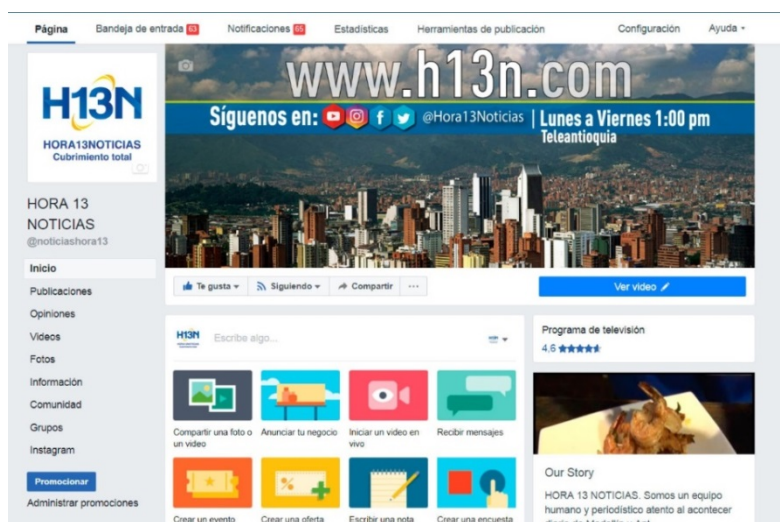 Página Bandeja de entrada 63 Notificaciones 65 Estadísticas Herramientas de publicación Configuración Ayuda
www.h13n.com
Síguenos en: @Hora13Noticias | Lunes a Viernes 1:00 pm
Teleantioquia
H13N
HORA13NOTICIAS
Cubrimiento total
HORA 13
NOTICIAS
@noticiashora13
Inicio
Publicaciones
Opiniones
Videos
Fotos
Información
Comunidad
Grupos
Instagram
Promocionar
Administrar promociones
Te gusta Siguiendo Compartir ...
Ver video
H13N Escribe algo...
Compartir una foto o
un video
Anunciar tu negocio
Iniciar un video en
vivo
Recibir mensajes
Crear un evento
Crear una oferta
Escribir una nota
Crear una encuesta
Programa de televisión
4,6
Our Story
HORA 13 NOTICIAS. Somos un equipo
humano y periodístico atento al acontecer